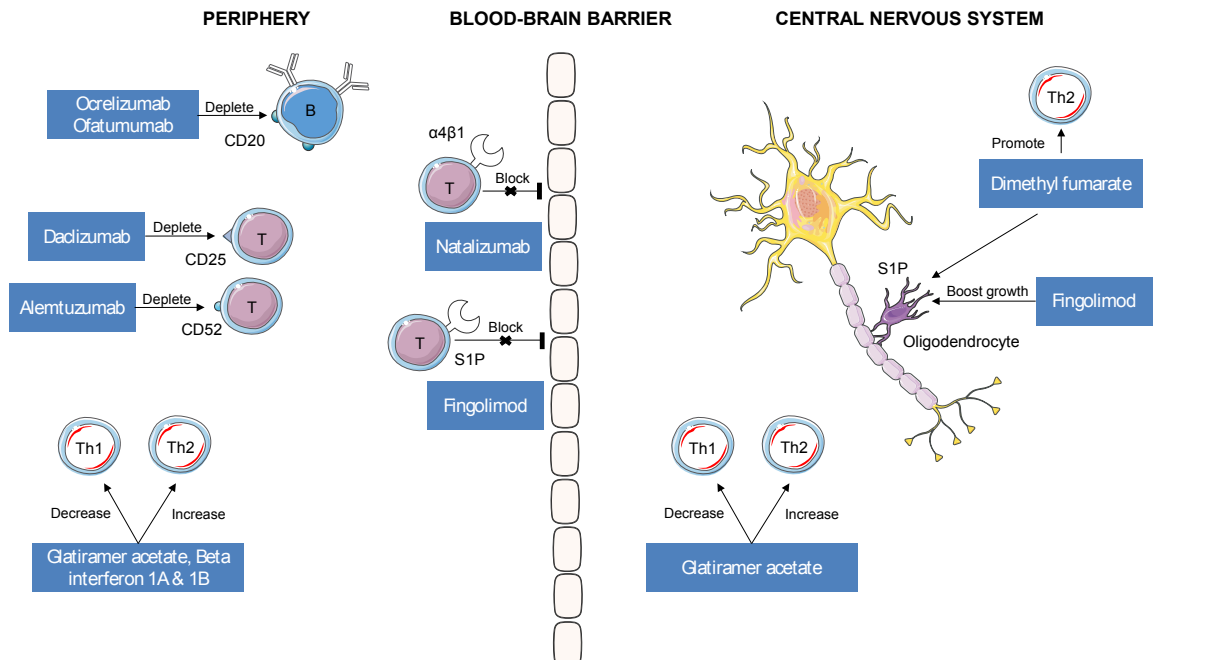 PERIPHERY
BLOOD-BRAIN BARRIER
CENTRAL NERVOUS SYSTEM
Ocrelizumab
Ofatumumab
Deplete
CD20
B
Daclizumab
Deplete
CD25
T
Alemtuzumab
Deplete
CD52
T
Th1
Th2
Decrease
Increase
Glatiramer acetate, Beta
interferon 1A & 1B
α4β1
T
Block
Natalizumab
T
S1P
Block
Fingolimod
Th2
Promote
Dimethyl fumarate
S1P
Boost growth
Fingolimod
Oligodendrocyte
Th1
Th2
Decrease
Increase
Glatiramer acetate